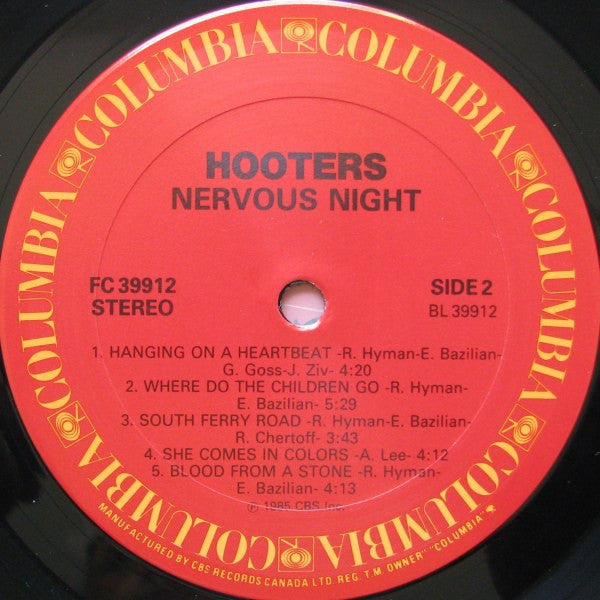 COLUMBIA COLUMBIA COLUMBIA COLUMBIA COLUMBIA COLUMBIA COLUMBIA COLUMBIA
HOOTERS
NERVOUS NIGHT
FC 39912
STEREO
SIDE 2
BL 39912
1. HANGING ON A HEARTBEAT -R. Hyman-E. Bazilian-
G. Goss-J. Ziv- 4:20
2. WHERE DO THE CHILDREN GO -R. Hyman-
E. Bazilian- 5:29
3. SOUTH FERRY ROAD -R. Hyman-E. Bazilian-
R. Chertoff- 3:43
4. SHE COMES IN COLORS -A. Lee- 4:12
5. BLOOD FROM A STONE -R. Hyman-
E. Bazilian- 4:13
℗ 1985 CBS Inc.
MANUFACTURED BY CBS RECORDS CANADA LTD. REG. T.M. OWNER" "COLUMBIA"